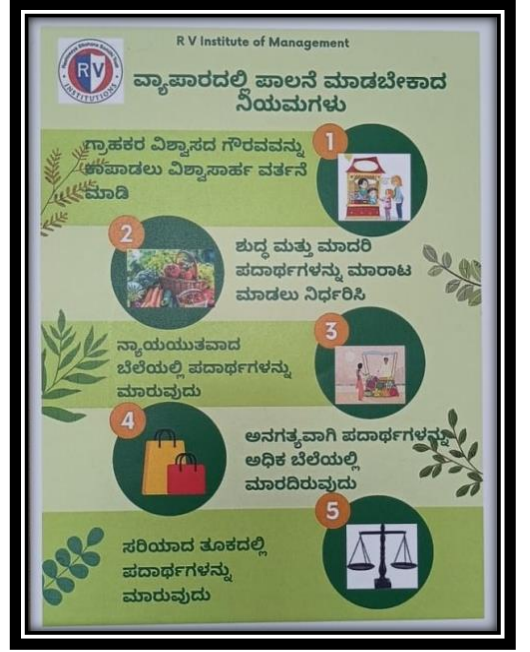 R V Institute of Management
RV
INSTITUTIONS
ವ್ಯಾಪಾರದಲ್ಲಿ ಪಾಲನೆ ಮಾಡಬೇಕಾದ
ನಿಯಮಗಳು
1
ಗ್ರಾಹಕರ ವಿಶ್ವಾಸದ ಗೌರವವನ್ನು
ಕಾಪಾಡಲು ವಿಶ್ವಾಸಾರ್ಹ ವರ್ತನೆ
ಮಾಡಿ
2
ಶುದ್ಧ ಮತ್ತು ಮಾದರಿ
ಪದಾರ್ಥಗಳನ್ನು ಮಾರಾಟ
ಮಾಡಲು ನಿರ್ಧರಿಸಿ
3
ನ್ಯಾಯಯುತವಾದ
ಬೆಲೆಯಲ್ಲಿ ಪದಾರ್ಥಗಳನ್ನು
ಮಾರುವುದು
4
ಅನಗತ್ಯವಾಗಿ ಪದಾರ್ಥಗಳನ್ನು
ಅಧಿಕ ಬೆಲೆಯಲ್ಲಿ
ಮಾರದಿರುವುದು
5
ಸರಿಯಾದ ತೂಕದಲ್ಲಿ
ಪದಾರ್ಥಗಳನ್ನು
ಮಾರುವುದು